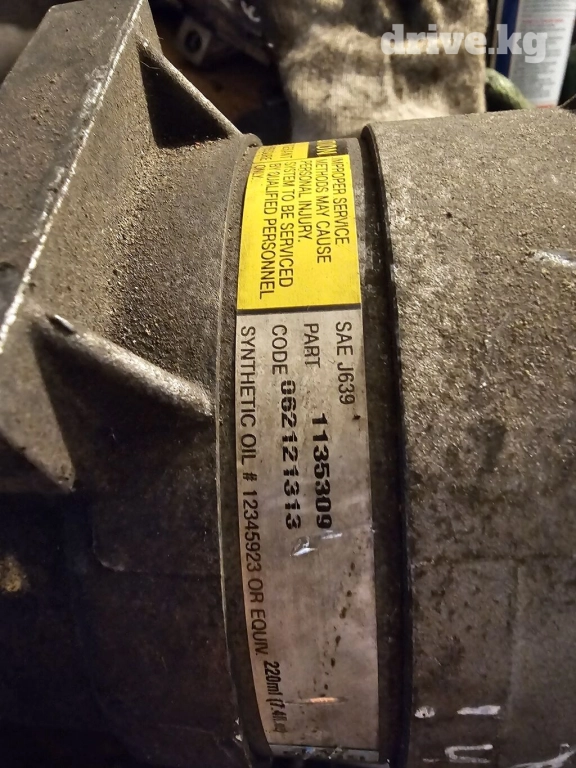 drive.kg
IMPROPER SERVICE
METHODS MAY CAUSE
PERSONAL INJURY.
SYSTEM TO BE SERVICED
BY QUALIFIED PERSONNEL
ONLY.
SAE J639
PART 1135309
CODE 062121313
SYNTHETIC OIL # 12345923 OR EQUIV. 220ml